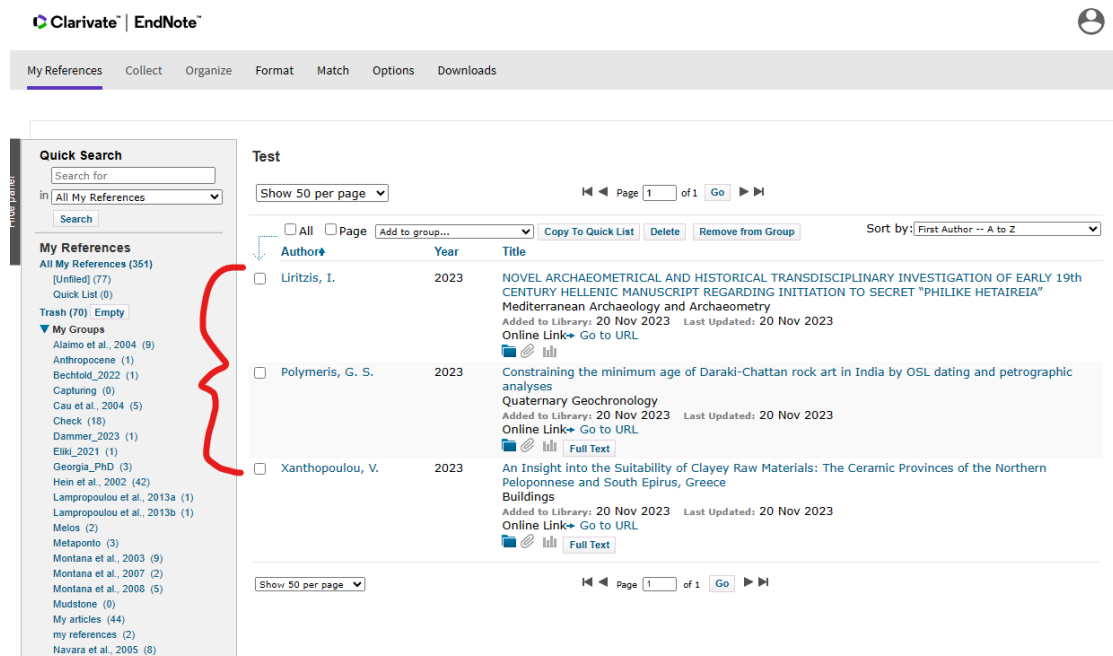 Clarivate™ | EndNote™
My References Collect Organize Format Match Options Downloads
Hide panel
Quick Search
Search for
in All My References
Search
My References
All My References (351)
[Unfiled] (77)
Quick List (0)
Trash (70) Empty
My Groups
Alaimo et al., 2004 (9)
Anthropocene (1)
Bechtold_2022 (1)
Capturing (0)
Cau et al., 2004 (5)
Check (18)
Dammer_2023 (1)
Eliki_2021 (1)
Georgia_PhD (3)
Hein et al., 2002 (42)
Lampropoulou et al., 2013a (1)
Lampropoulou et al., 2013b (1)
Melos (2)
Metaponto (3)
Montana et al., 2003 (9)
Montana et al., 2007 (2)
Montana et al., 2008 (5)
Mudstone (0)
My articles (44)
my references (2)
Navara et al., 2005 (8)
Test
Show 50 per page Page 1 of 1 Go
All Page Add to group... Copy To Quick List Delete Remove from Group Sort by: First Author -- A to Z
Author Year Title
Liritzis, I. 2023 NOVEL ARCHAEOMETRICAL AND HISTORICAL TRANSDISCIPLINARY INVESTIGATION OF EARLY 19th
CENTURY HELLENIC MANUSCRIPT REGARDING INITIATION TO SECRET “PHILIKE HETAIREIA”
Mediterranean Archaeology and Archaeometry
Added to Library: 20 Nov 2023 Last Updated: 20 Nov 2023
Online Link→ Go to URL
Polymeris, G. S. 2023 Constraining the minimum age of Daraki-Chattan rock art in India by OSL dating and petrographic
analyses
Quaternary Geochronology
Added to Library: 20 Nov 2023 Last Updated: 20 Nov 2023
Online Link→ Go to URL
Full Text
Xanthopoulou, V. 2023 An Insight into the Suitability of Clayey Raw Materials: The Ceramic Provinces of the Northern
Peloponnese and South Epirus, Greece
Buildings
Added to Library: 20 Nov 2023 Last Updated: 20 Nov 2023
Online Link→ Go to URL
Full Text
Show 50 per page Page 1 of 1 Go